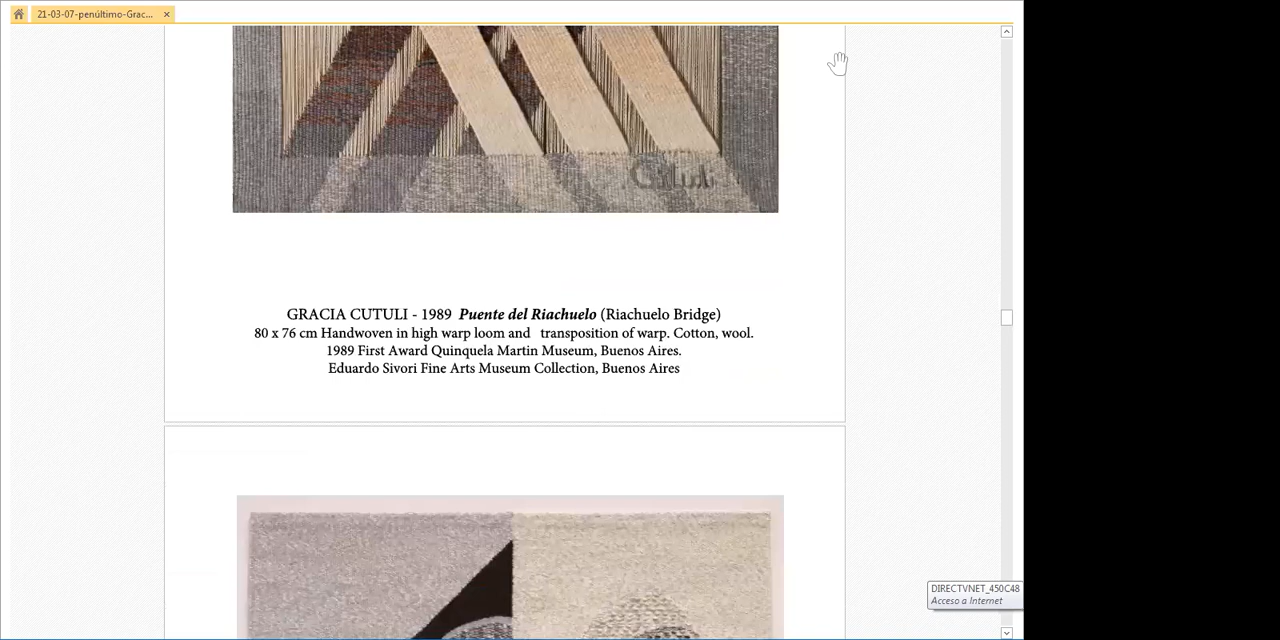 21-03-07-penúltimo-Grac...
Cutuli
GRACIA CUTULI - 1989 Puente del Riachuelo (Riachuelo Bridge)
80 x 76 cm Handwoven in high warp loom and transposition of warp. Cotton, wool.
1989 First Award Quinquela Martin Museum, Buenos Aires.
Eduardo Sivori Fine Arts Museum Collection, Buenos Aires
DIRECTVNET_450C48
Acceso a Internet